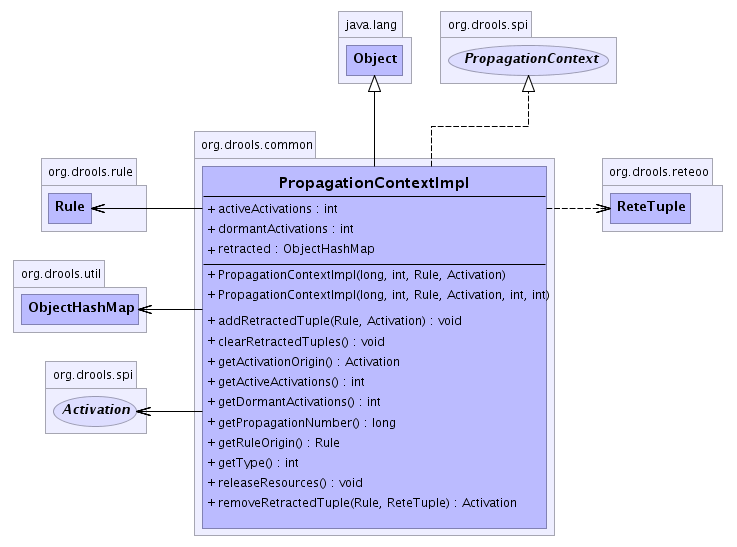 java.lang
Object
org.drools.spi
PropagationContext
org.drools.common
PropagationContextImpl
+ activeActivations : int
+ dormantActivations : int
+ retracted : ObjectHashMap
+ PropagationContextImpl(long, int, Rule, Activation)
+ PropagationContextImpl(long, int, Rule, Activation, int, int)
+ addRetractedTuple(Rule, Activation) : void
+ clearRetractedTuples() : void
+ getActivationOrigin() : Activation
+ getActiveActivations() : int
+ getDormantActivations() : int
+ getPropagationNumber() : long
+ getRuleOrigin() : Rule
+ getType() : int
+ releaseResources() : void
+ removeRetractedTuple(Rule, ReteTuple) : Activation
org.drools.rule
Rule
org.drools.util
ObjectHashMap
org.drools.spi
Activation
org.drools.reteoo
ReteTuple